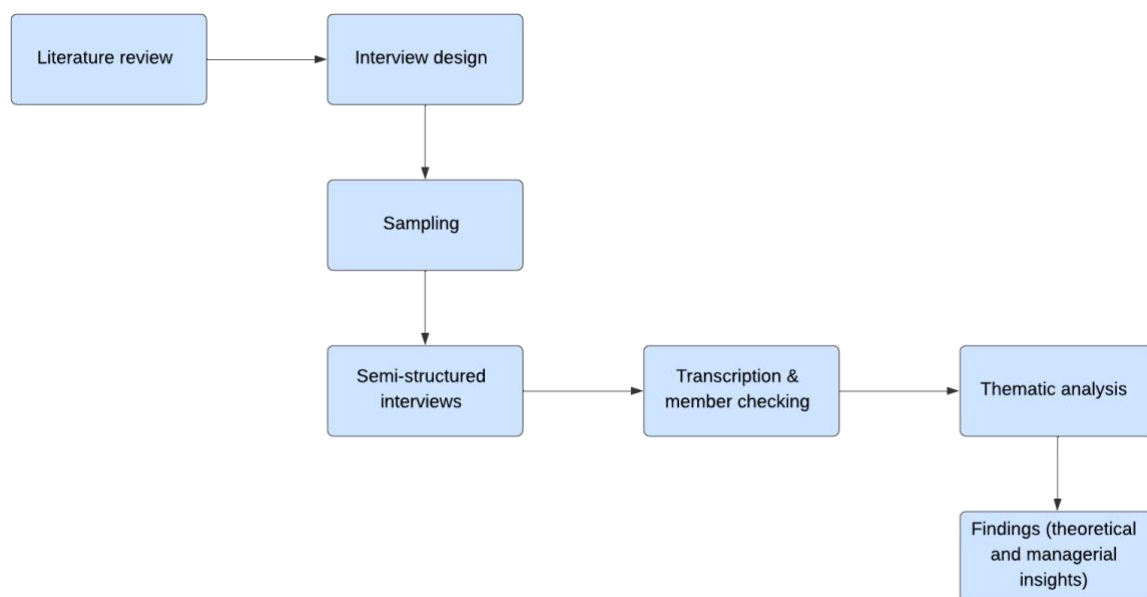 Literature review
Interview design
Sampling
Semi-structured
interviews
Transcription &
member checking
Thematic analysis
Findings (theoretical
and managerial
insights)